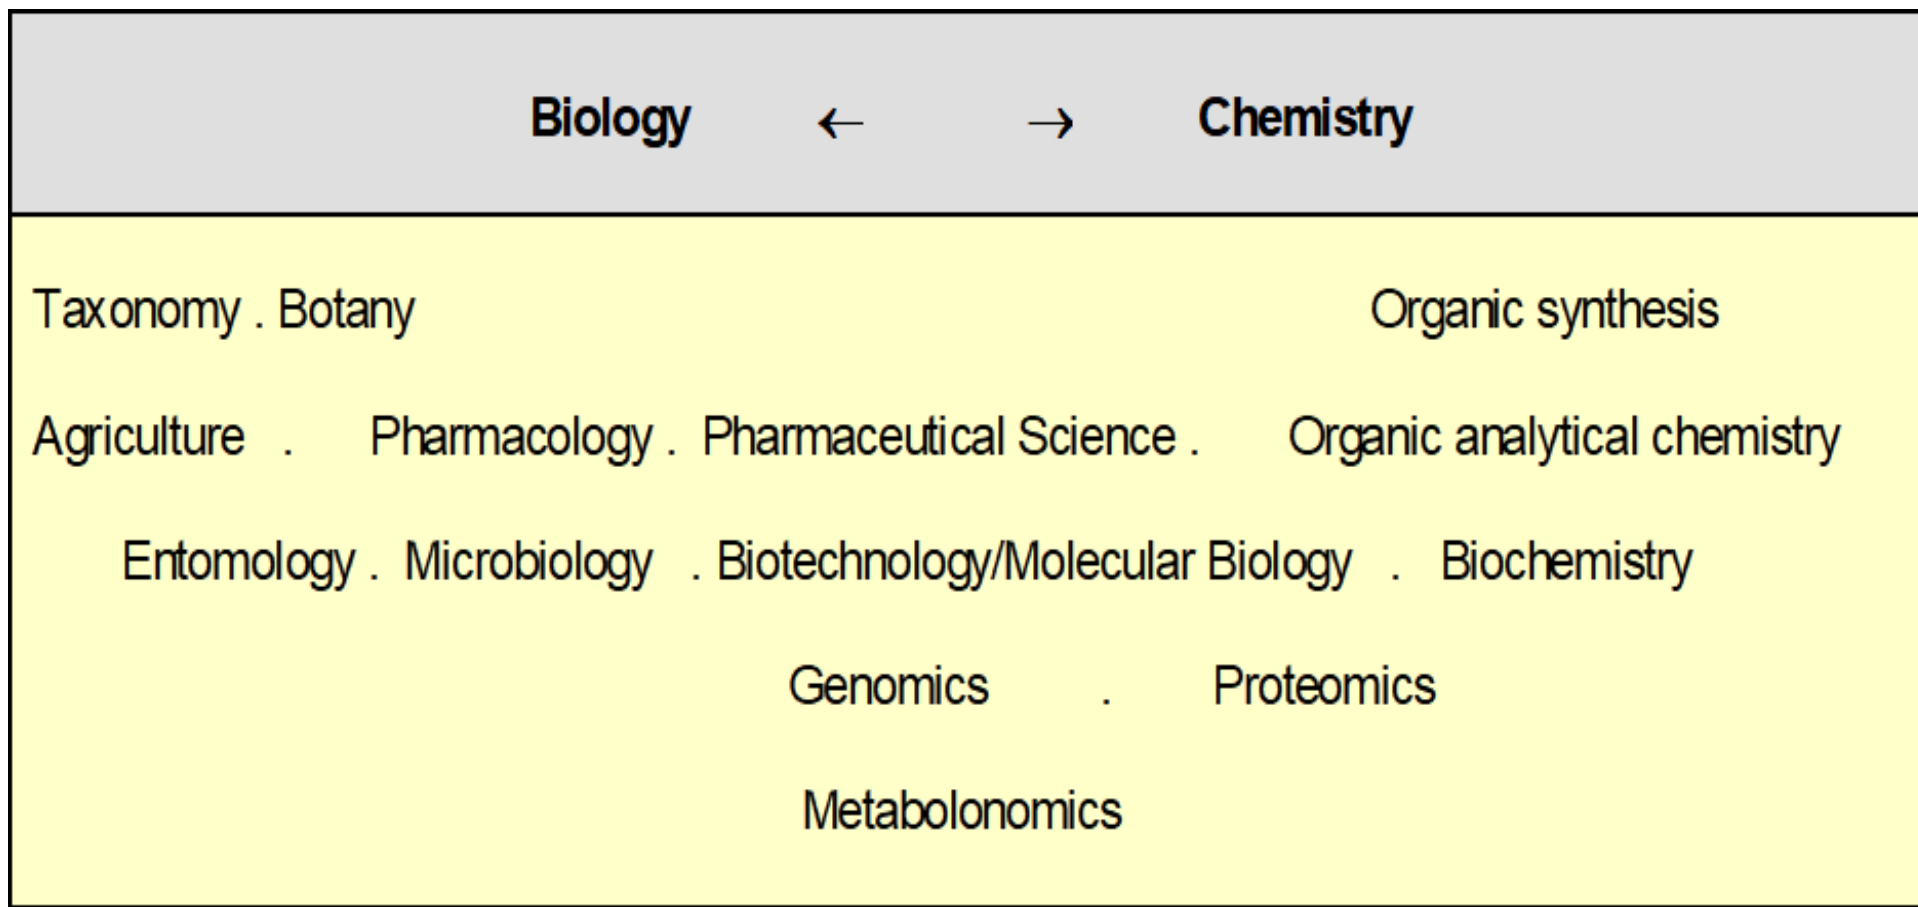 Biology ← → Chemistry
Taxonomy . Botany Organic synthesis
Agriculture . Pharmacology . Pharmaceutical Science . Organic analytical chemistry
Entomology . Microbiology . Biotechnology/Molecular Biology . Biochemistry
Genomics . Proteomics
Metabolonomics